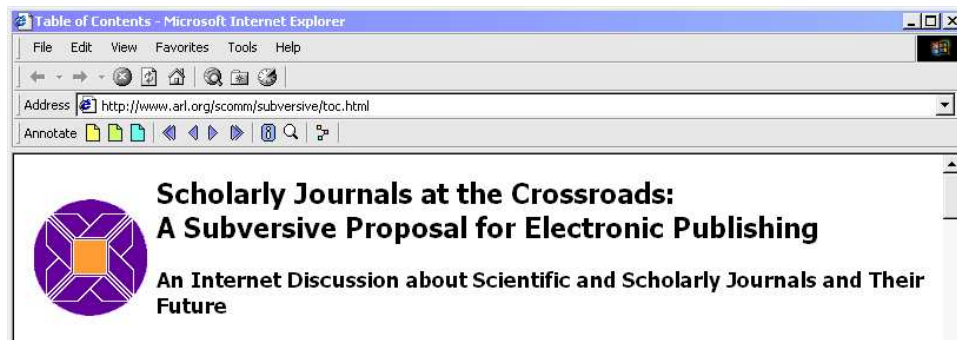 Table of Contents - Microsoft Internet Explorer
File Edit View Favorites Tools Help
Address http://www.arl.org/scomm/subversive/toc.html
Annotate 8
Scholarly Journals at the Crossroads:
A Subversive Proposal for Electronic Publishing
An Internet Discussion about Scientific and Scholarly Journals and Their
Future